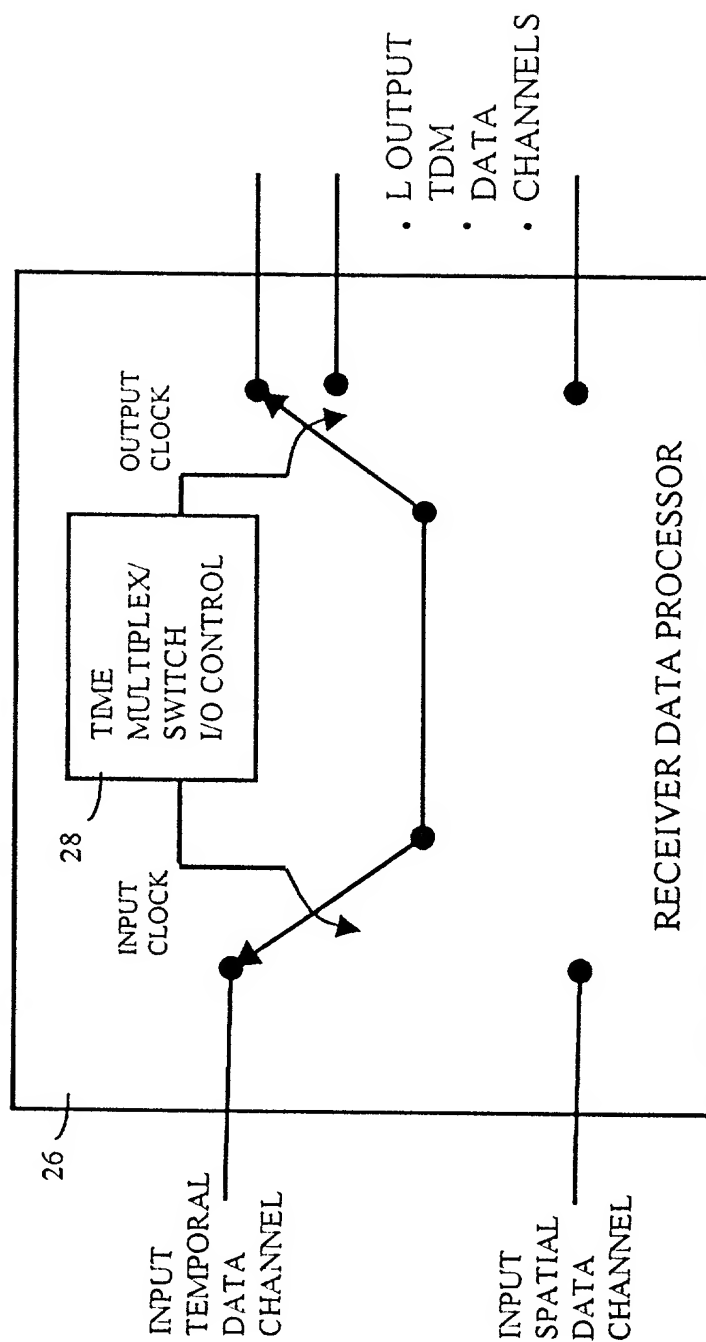 26
28
TIME
MULTIPLEX/
SWITCH
I/O CONTROL
INPUT
CLOCK
OUTPUT
CLOCK
INPUT
TEMPORAL
DATA
CHANNEL
INPUT
SPATIAL
DATA
CHANNEL
· L OUTPUT
TDM
· DATA
· CHANNELS
RECEIVER DATA PROCESSOR